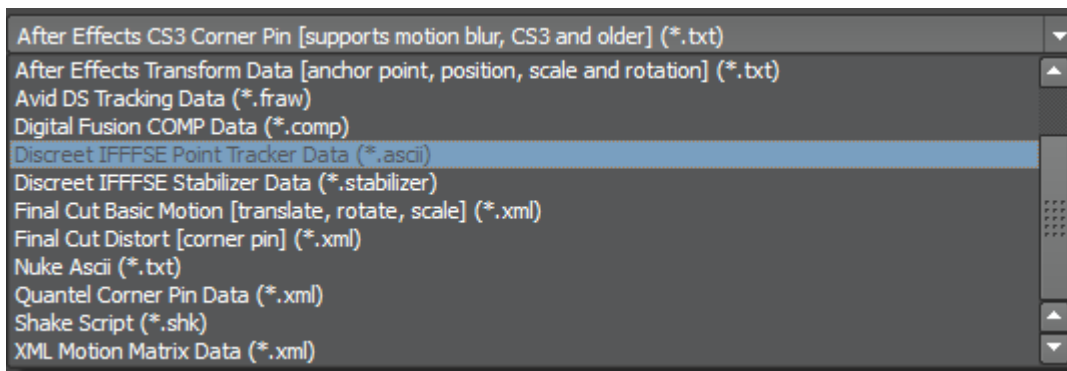 After Effects CS3 Corner Pin [supports motion blur, CS3 and older] (*.txt)
After Effects Transform Data [anchor point, position, scale and rotation] (*.txt)
Avid DS Tracking Data (*.fraw)
Digital Fusion COMP Data (*.comp)
Discreet IFFFSE Point Tracker Data (*.ascii)
Discreet IFFFSE Stabilizer Data (*.stabilizer)
Final Cut Basic Motion [translate, rotate, scale] (*.xml)
Final Cut Distort [corner pin] (*.xml)
Nuke Ascii (*.txt)
Quantel Corner Pin Data (*.xml)
Shake Script (*.shk)
XML Motion Matrix Data (*.xml)